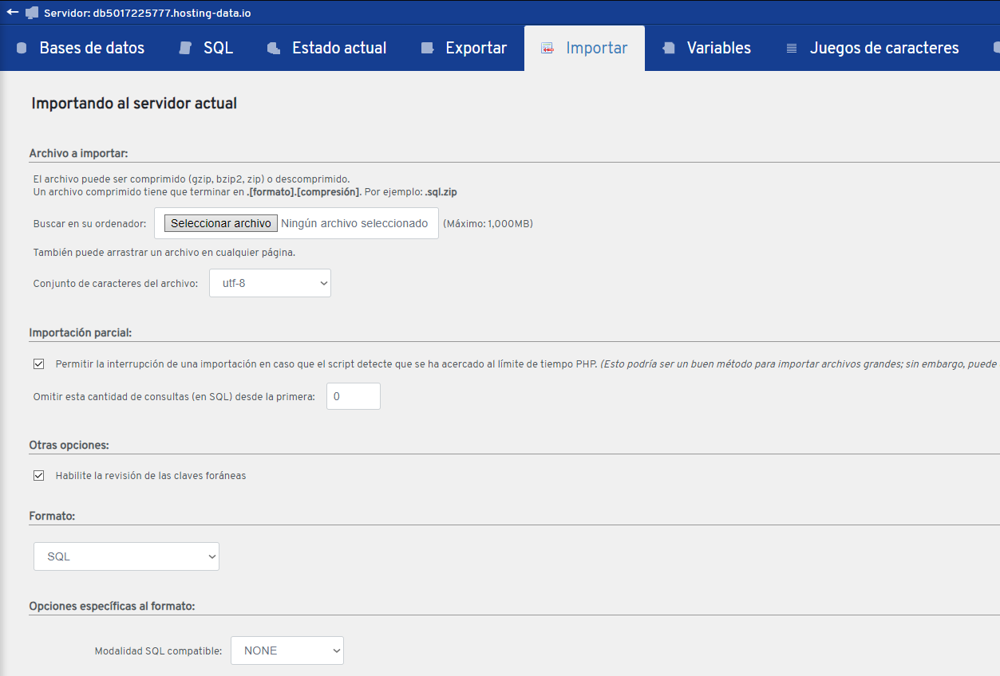 Servidor: db5017225777.hosting-data.io
Bases de datos SQL Estado actual Exportar Importar Variables Juegos de caracteres
Importando al servidor actual
Archivo a importar:
El archivo puede ser comprimido (gzip, bzip2, zip) o descomprimido.
Un archivo comprimido tiene que terminar en .[formato].[compresión]. Por ejemplo: .sql.zip
Buscar en su ordenador: Seleccionar archivo Ningún archivo seleccionado (Máximo: 1,000MB)
También puede arrastrar un archivo en cualquier página.
Conjunto de caracteres del archivo: utf-8
Importación parcial:
Permitir la interrupción de una importación en caso que el script detecte que se ha acercado al límite de tiempo PHP. (Esto podría ser un buen método para importar archivos grandes; sin embargo, puede
Omitir esta cantidad de consultas (en SQL) desde la primera: 0
Otras opciones:
Habilite la revisión de las claves foráneas
Formato:
SQL
Opciones específicas al formato:
Modalidad SQL compatible: NONE